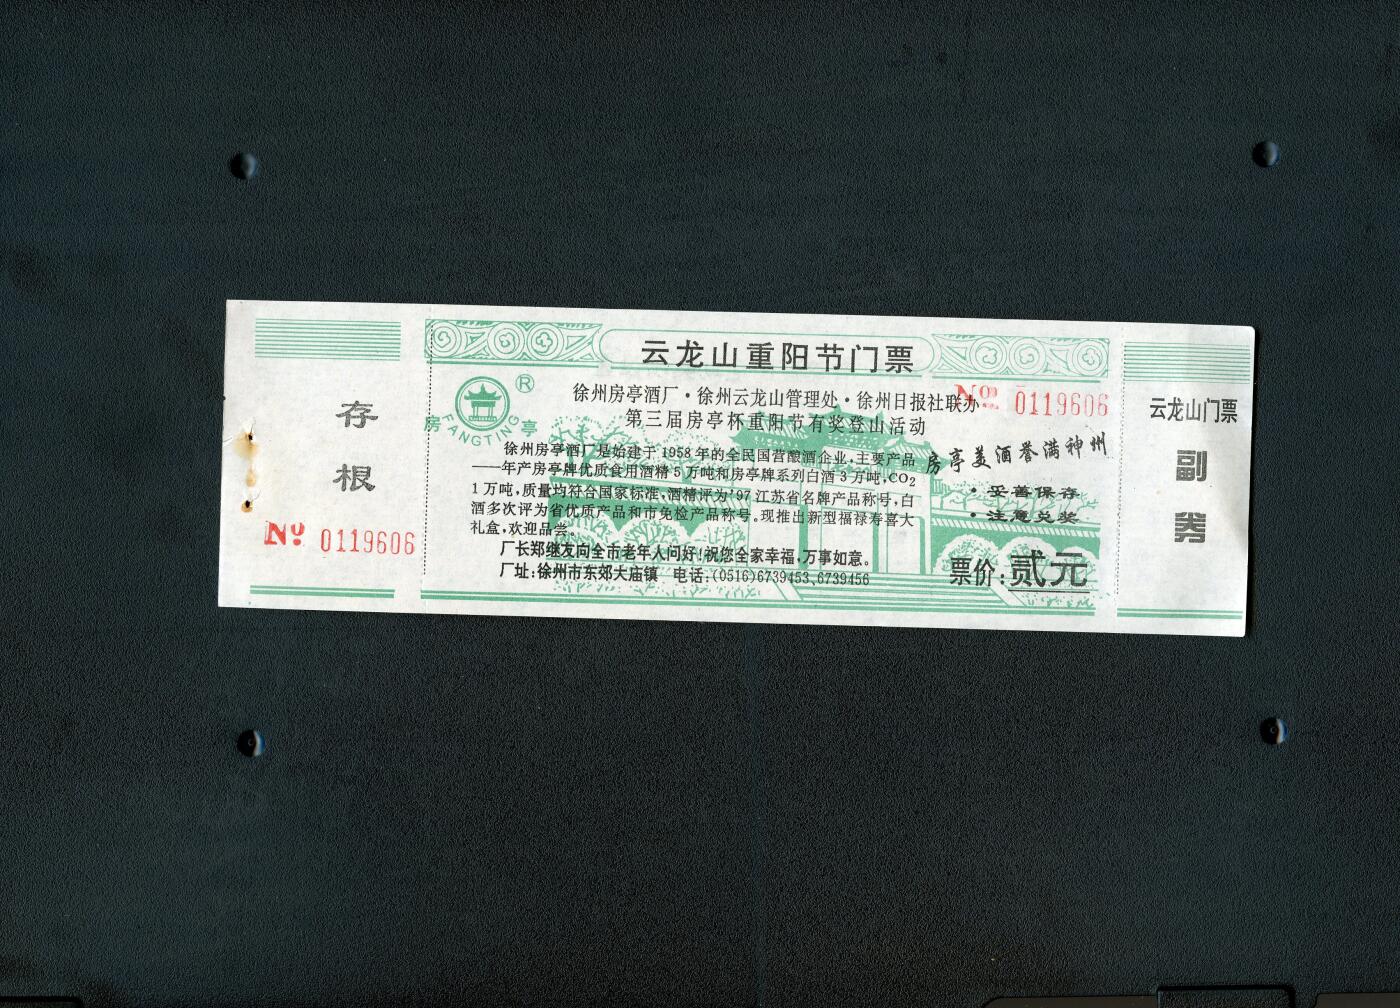 存
根
No 0119606
云龙山重阳节门票
®
房 FANGTING 亭
徐州房亭酒厂·徐州云龙山管理处·徐州日报社联办
No 0119606
第三届房亭杯重阳节有奖登山活动
徐州房亭酒厂是始建于1958年的全民国营酿酒企业,主要产品
——年产房亭牌优质食用酒精5万吨和房亭牌系列白酒3万吨,CO₂
1万吨,质量均符合国家标准,酒精评为'97江苏省名牌产品称号,白
酒多次评为省优质产品和市免检产品称号。现推出新型福禄寿喜大
礼盒,欢迎品尝。
厂长郑继友向全市老年人问好!祝您全家幸福,万事如意。
厂址:徐州市东郊大庙镇 电话:(0516)6739453、6739456
房亭美酒誉满神州
·妥善保存
·注意兑奖
票价:贰元
云龙山门票
副
券